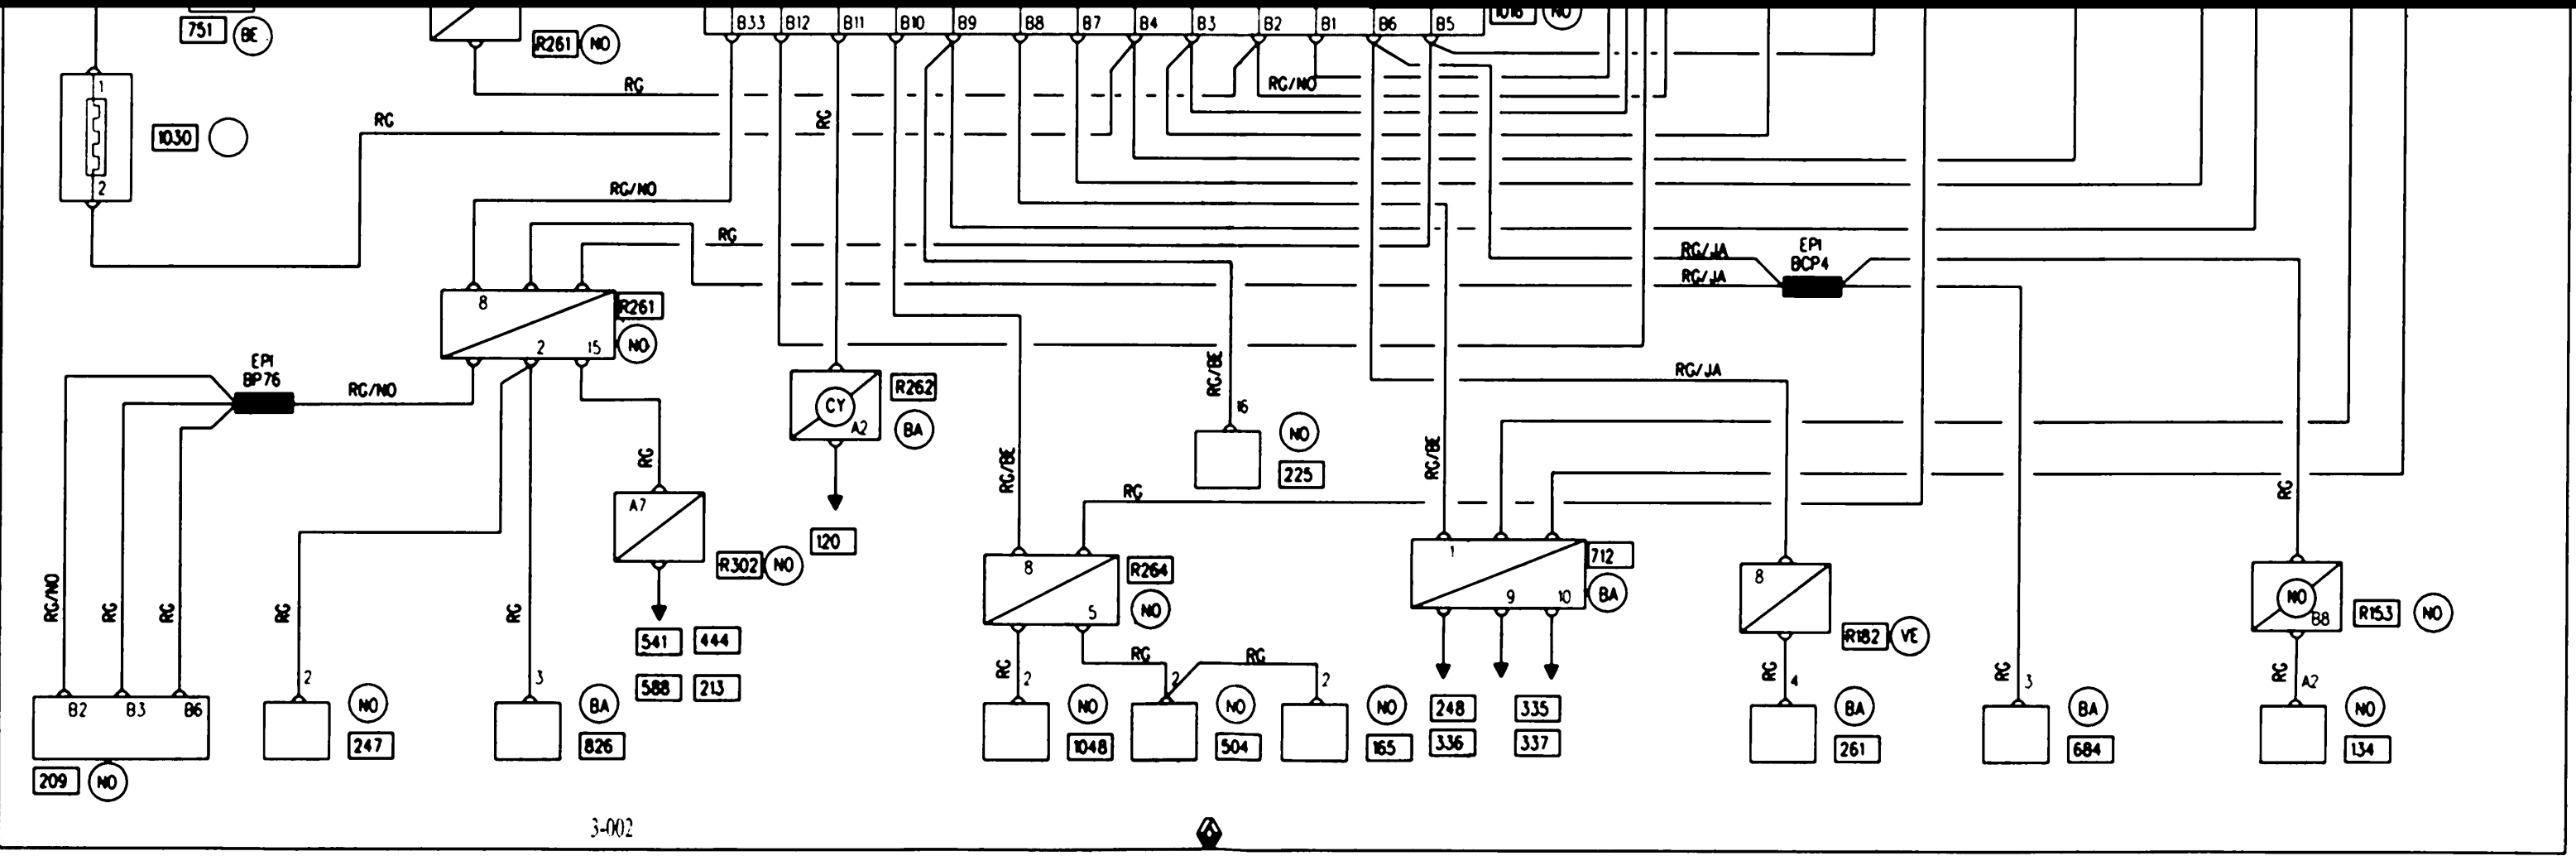 751 BE
R261 NO
B33 B12 B11 B10 B9 B8 B7 B4 B3 B2 B1 B6 B5
1016 NO
1
1030
2
RG
RG
RG
RG/NO
RG/NO
RG
RG/JA
RG/JA
EP1
BCP4
8
2 15
R261
NO
EP1
BP76
RG/NO
CY
A2
R262
BA
RG/BE
16
NO
225
RG/JA
RG
A7
R302 NO
120
RG/BE
RG
RG/BE
RG
8
5
R264
NO
1
9 10
712
BA
8
R182 VE
NO
B8
R153 NO
RG/NO
RG
RG
RG
RG
541 444
588 213
RG
RG
RG
RG
RG
RG
B2 B3 B6
209 NO
2
NO
247
3
BA
826
2
NO
1048
2
NO
504
2
NO
165
248 335
336 337
4
BA
261
3
BA
684
A2
NO
134
3-002